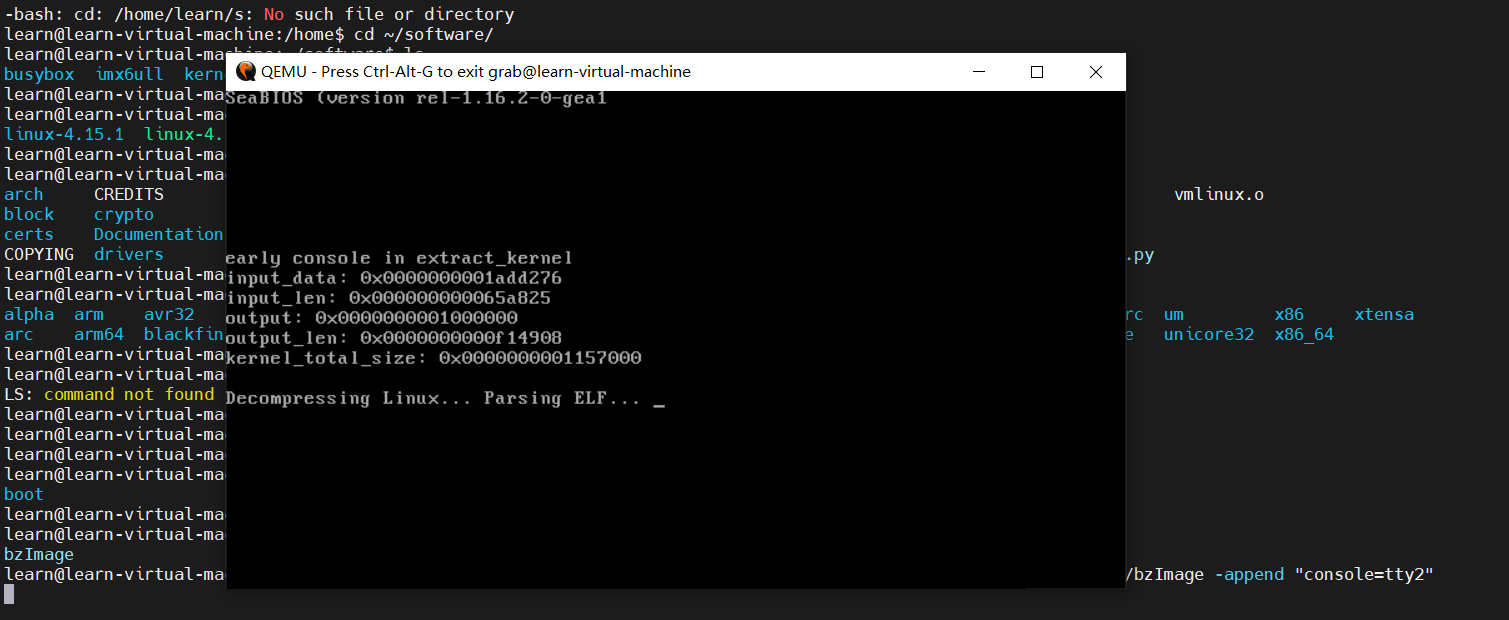 -bash: cd: /home/learn/s: No such file or directory
learn@learn-virtual-machine:/home$ cd ~/software/
learn@learn-virtual-machine:~/software$ ls
busybox imx6ull kern
QEMU - Press Ctrl-Alt-G to exit grab@learn-virtual-machine
SeaBIOS (version rel-1.16.2-0-gea1
learn@learn-virtual-ma
learn@learn-virtual-ma
linux-4.15.1 linux-4.
learn@learn-virtual-ma
learn@learn-virtual-ma
arch CREDITS vmlinux.o
block crypto
certs Documentation
COPYING drivers .py
early console in extract_kernel
learn@learn-virtual-ma
input_data: 0x0000000001add276
learn@learn-virtual-ma
input_len: 0x000000000065a825
alpha arm avr32 rc um x86 xtensa
output: 0x0000000001000000
arc arm64 blackfin e unicore32 x86_64
output_len: 0x0000000000f14908
learn@learn-virtual-ma
kernel_total_size: 0x0000000001157000
learn@learn-virtual-ma
LS: command not found
Decompressing Linux... Parsing ELF... _
learn@learn-virtual-ma
learn@learn-virtual-ma
learn@learn-virtual-ma
learn@learn-virtual-ma
boot
learn@learn-virtual-ma
learn@learn-virtual-ma
bzImage
learn@learn-virtual-ma /bzImage -append "console=tty2"